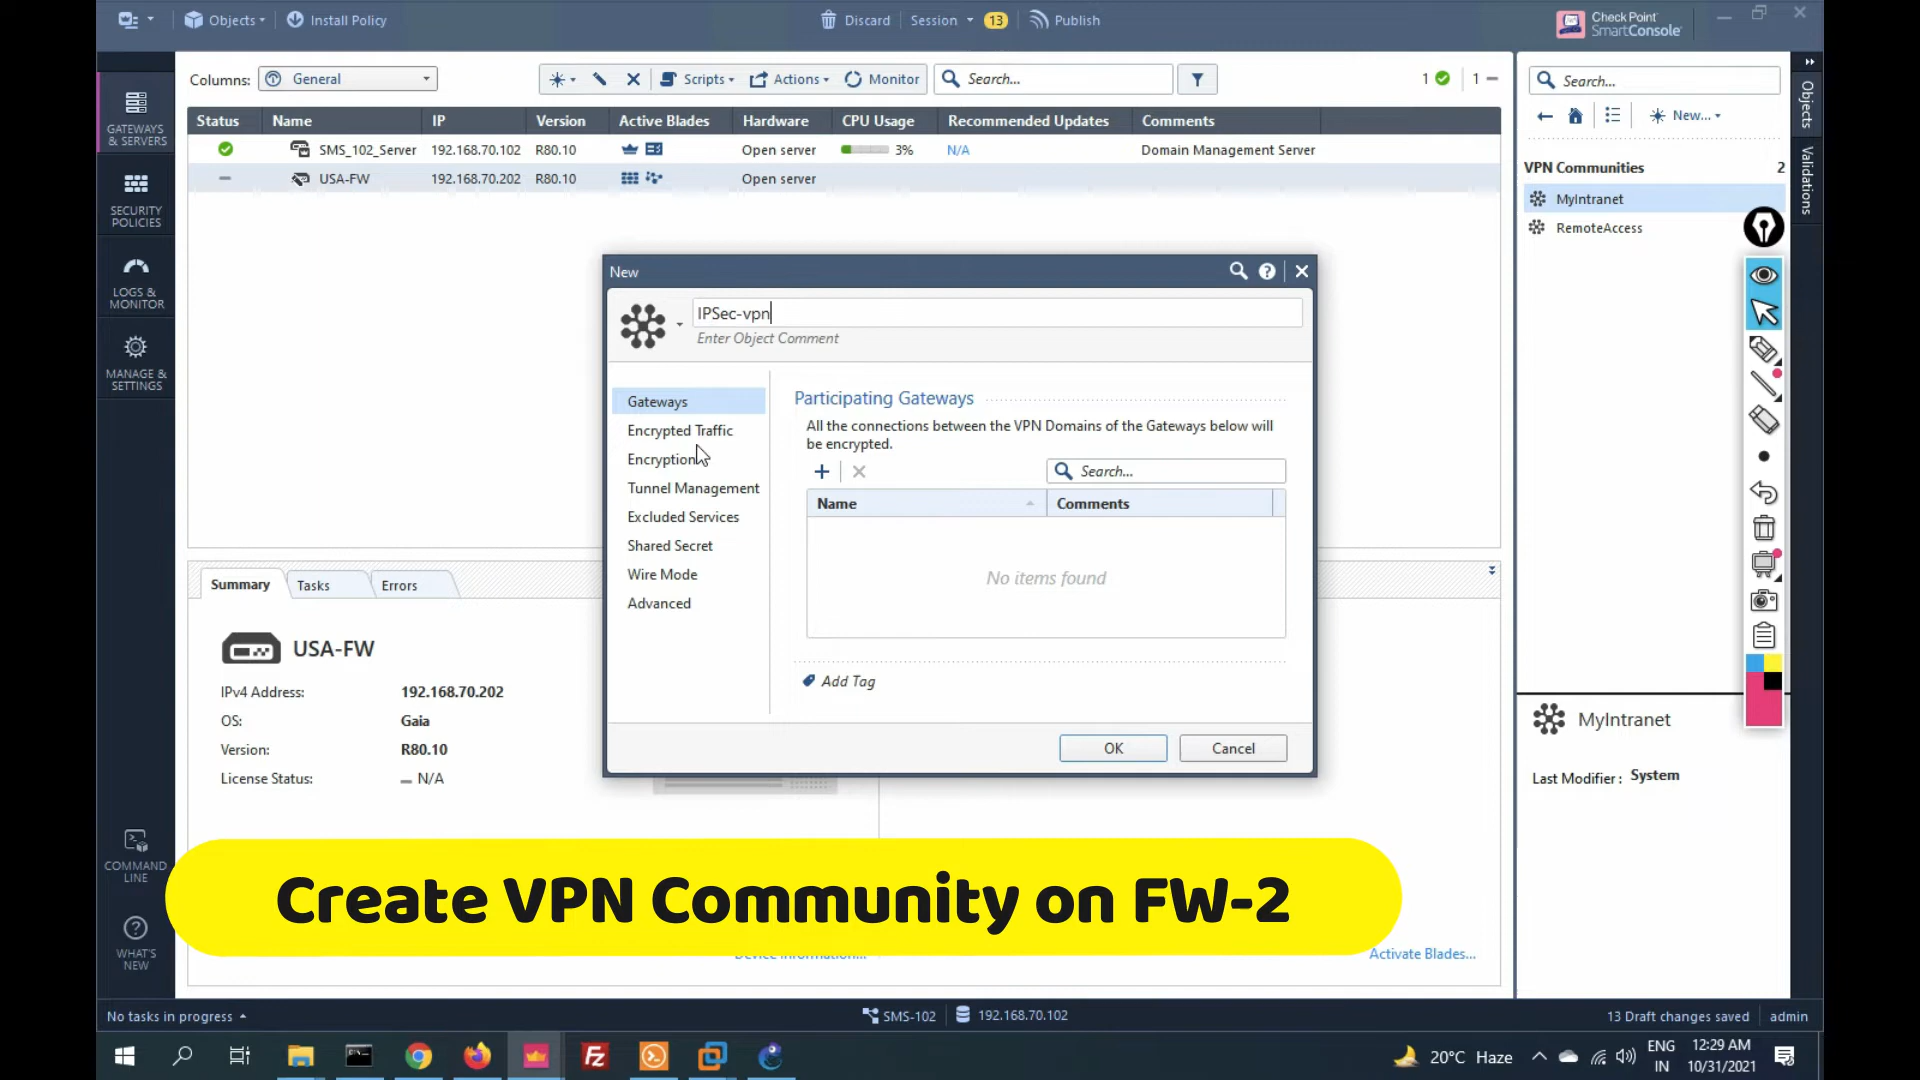 Objects
Install Policy
Discard
Session
13
Publish
Check Point
SmartConsole
GATEWAYS
& SERVERS
SECURITY
POLICIES
LOGS &
MONITOR
MANAGE &
SETTINGS
COMMAND
LINE
WHAT'S
NEW
Columns:
General
Scripts
Actions
Monitor
Search...
1
1
Status Name IP Version Active Blades Hardware CPU Usage Recommended Updates Comments
SMS_102_Server 192.168.70.102 R80.10 Open server 3% N/A Domain Management Server
USA-FW 192.168.70.202 R80.10 Open server
New
IPSec-vpn
Enter Object Comment
Gateways
Encrypted Traffic
Encryption
Tunnel Management
Excluded Services
Shared Secret
Wire Mode
Advanced
Participating Gateways
All the connections between the VPN Domains of the Gateways below will
be encrypted.
Search...
Name Comments
No items found
Add Tag
OK
Cancel
Summary
Tasks
Errors
USA-FW
IPv4 Address: 192.168.70.202
OS: Gaia
Version: R80.10
License Status: N/A
Create VPN Community on FW-2
Activate Blades...
Search...
New...
VPN Communities 2
MyIntranet
RemoteAccess
Objects
Validations
MyIntranet
Last Modifier : System
No tasks in progress
SMS-102
192.168.70.102
13 Draft changes saved
admin
20°C Haze
ENG
IN
12:29 AM
10/31/2021